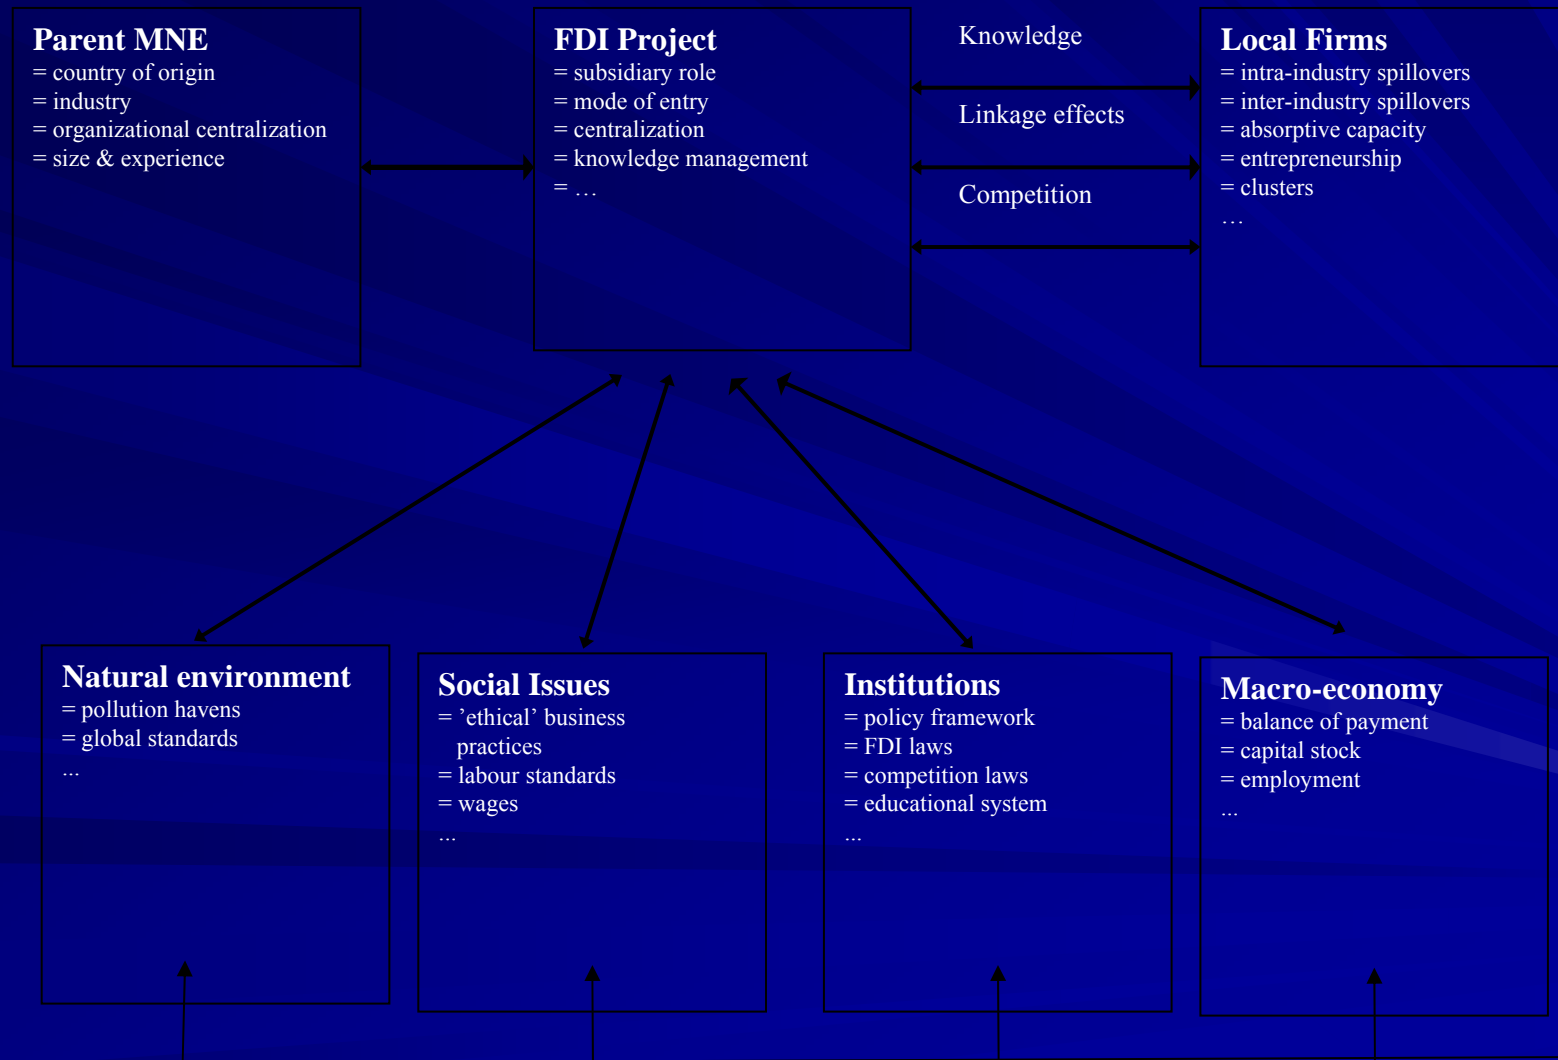 Parent MNE
= country of origin
= industry
= organizational centralization
= size & experience
FDI Project
= subsidiary role
= mode of entry
= centralization
= knowledge management
= …
Knowledge
Linkage effects
Competition
Local Firms
= intra-industry spillovers
= inter-industry spillovers
= absorptive capacity
= entrepreneurship
= clusters
…
Natural environment
= pollution havens
= global standards
...
Social Issues
= ’ethical’ business
practices
= labour standards
= wages
...
Institutions
= policy framework
= FDI laws
= competition laws
= educational system
...
Macro-economy
= balance of payment
= capital stock
= employment
...